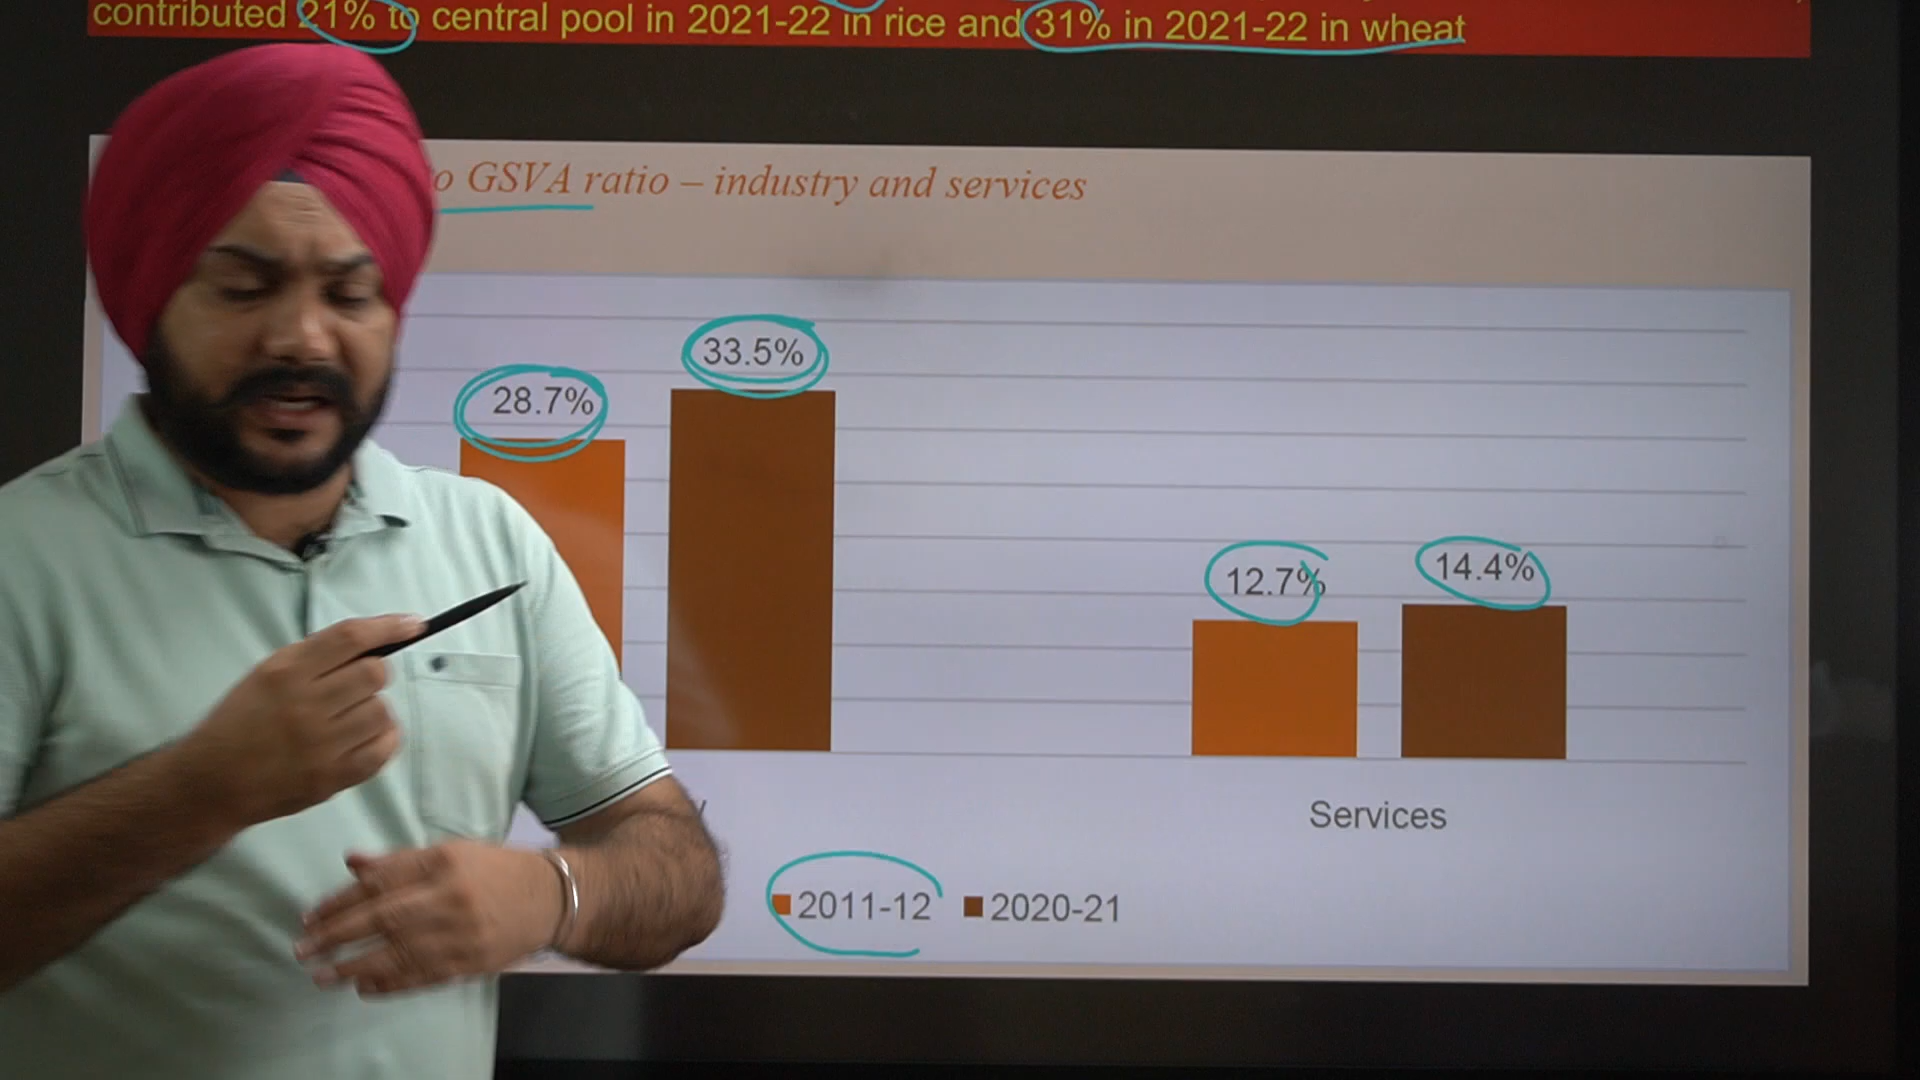 contributed 21% to central pool in 2021-22 in rice and 31% in 2021-22 in wheat
GSVA ratio – industry and services
28.7%
33.5%
12.7%
14.4%
Services
2011-12
2020-21